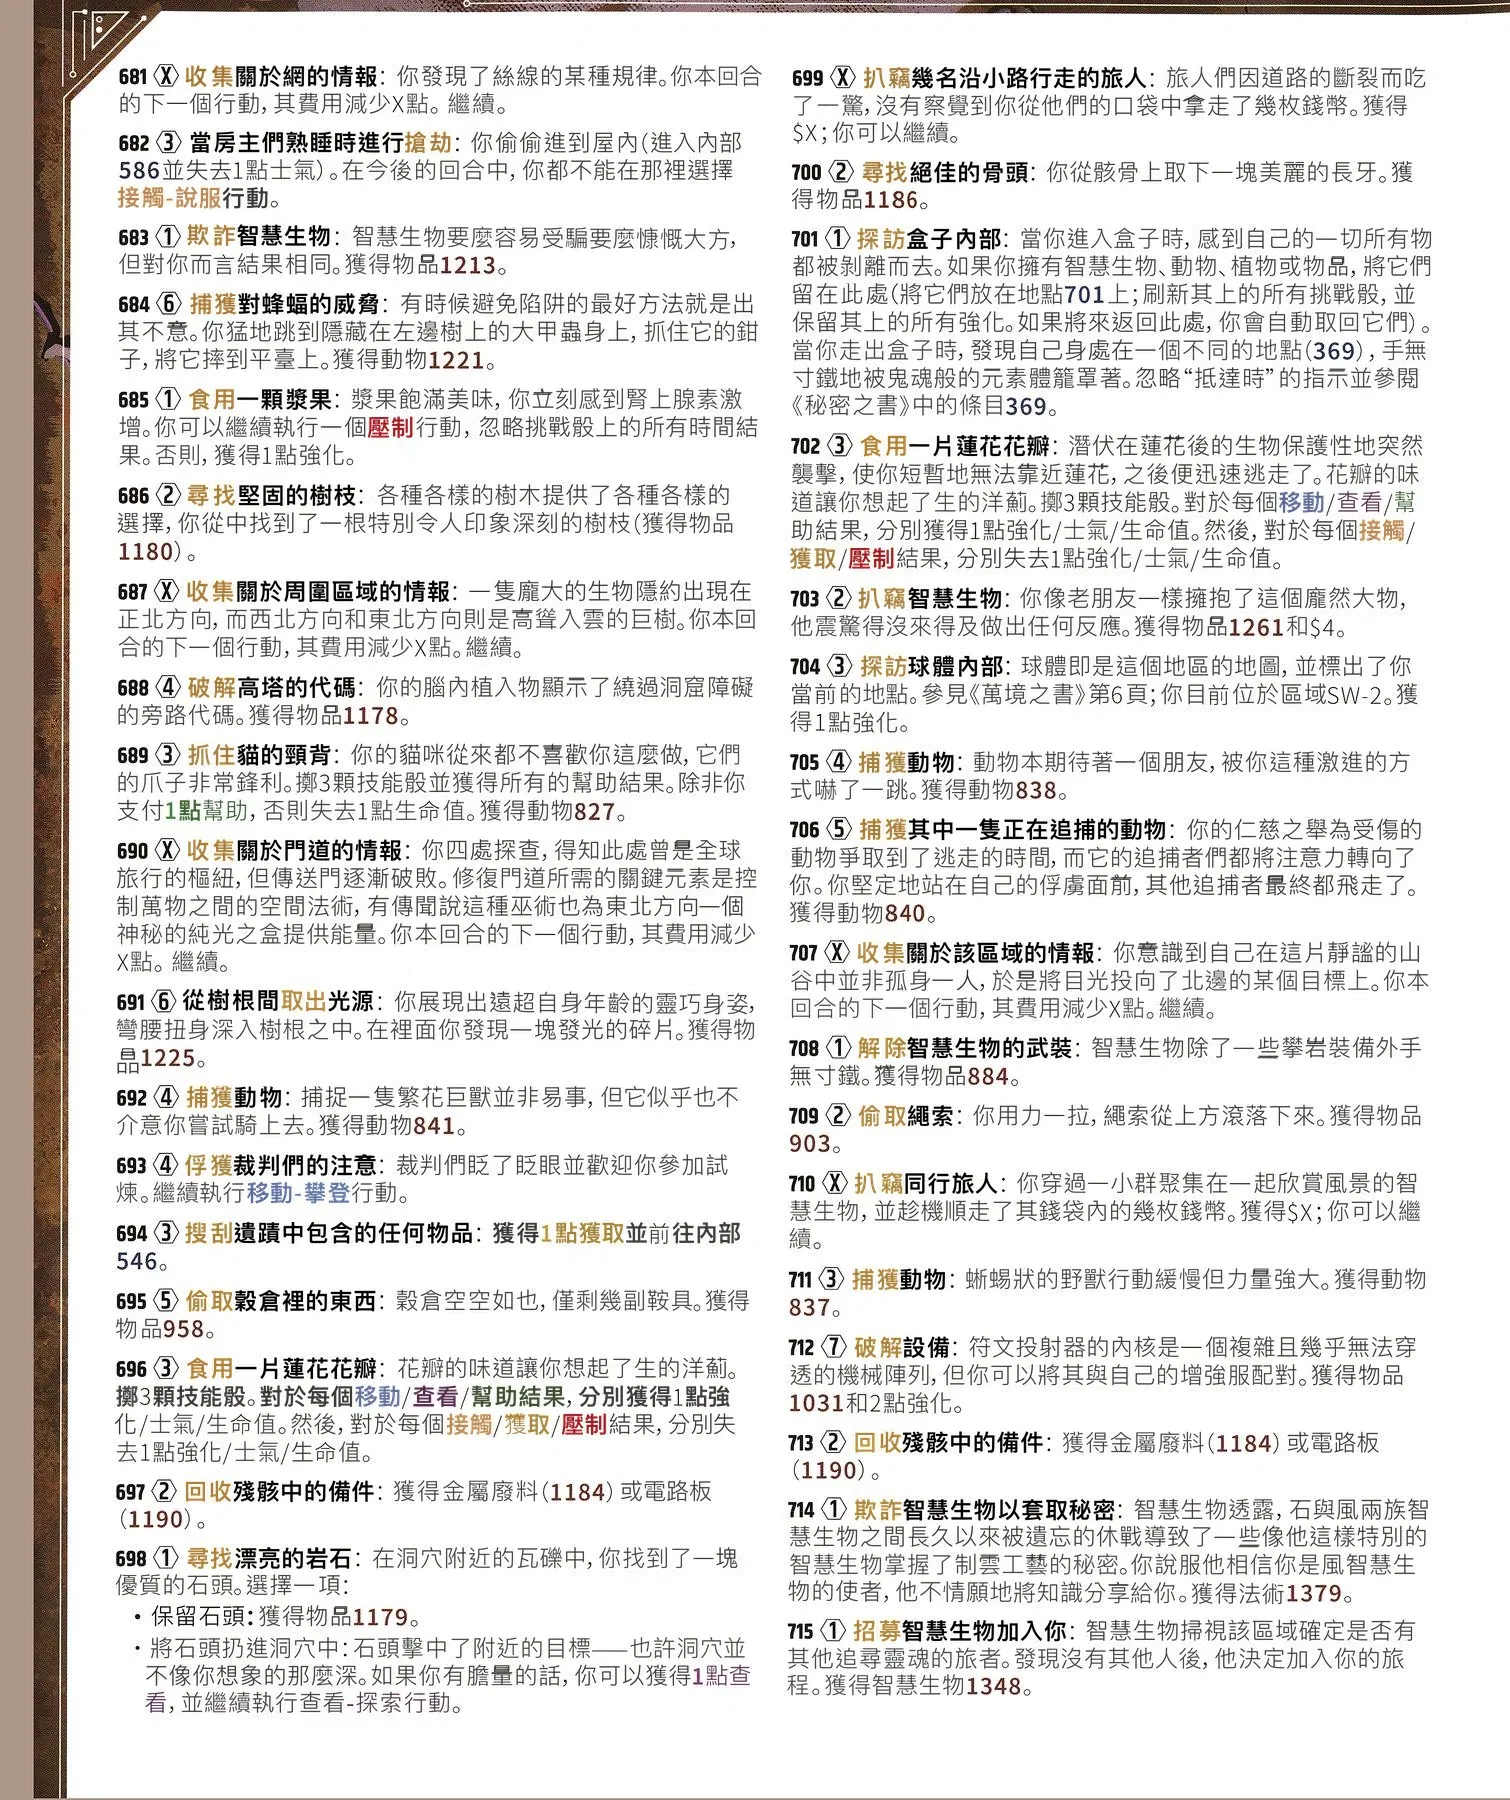 681 X 收集關於網的情報：你發現了絲線的某種規律。你本回合
的下一個行動，其費用減少X點。繼續。
682 3 當房主們熟睡時進行搶劫：你偷偷進到屋內（進入內部
586並失去1點士氣）。在今後的回合中，你都不能在那裡選擇
接觸-說服行動。
683 1 欺詐智慧生物：智慧生物要麼容易受騙要麼慷慨大方，
但對你而言結果相同。獲得物品1213。
684 6 捕獲對蜂蝠的威脅：有時候避免陷阱的最好方法就是出
其不意。你猛地跳到隱藏在左邊樹上的大甲蟲身上，抓住它的鉗
子，將它摔到平臺上。獲得動物1221。
685 1 食用一顆漿果：漿果飽滿美味，你立刻感到腎上腺素激
增。你可以繼續執行一個壓制行動，忽略挑戰骰上的所有時間結
果。否則，獲得1點強化。
686 2 尋找堅固的樹枝：各種各樣的樹木提供了各種各樣的
選擇，你從中找到了一根特別令人印象深刻的樹枝（獲得物品
1180）。
687 X 收集關於周圍區域的情報：一隻龐大的生物隱約出現在
正北方向，而西北方向和東北方向則是高聳入雲的巨樹。你本回
合的下一個行動，其費用減少X點。繼續。
688 4 破解高塔的代碼：你的腦內植入物顯示了繞過洞窟障礙
的旁路代碼。獲得物品1178。
689 3 抓住貓的頸背：你的貓咪從來都不喜歡你這麼做，它們
的爪子非常鋒利。擲3顆技能骰並獲得所有的幫助結果。除非你
支付1點幫助，否則失去1點生命值。獲得動物827。
690 X 收集關於門道的情報：你四處探查，得知此處曾是全球
旅行的樞紐，但傳送門逐漸破敗。修復門道所需的關鍵元素是控
制萬物之間的空間法術，有傳聞說這種巫術也為東北方向一個
神秘的純光之盒提供能量。你本回合的下一個行動，其費用減少
X點。繼續。
691 6 從樹根間取出光源：你展現出遠超自身年齡的靈巧身姿，
彎腰扭身深入樹根之中。在裡面你發現一塊發光的碎片。獲得物
品1225。
692 4 捕獲動物：捕捉一隻繁花巨獸並非易事，但它似乎也不
介意你嘗試騎上去。獲得動物841。
693 4 俘獲裁判們的注意：裁判們眨了眨眼並歡迎你參加試
煉。繼續執行移動-攀登行動。
694 3 搜刮遺蹟中包含的任何物品：獲得1點獲取並前往內部
546。
695 5 偷取穀倉裡的東西：穀倉空空如也，僅剩幾副鞍具。獲得
物品958。
696 3 食用一片蓮花花瓣：花瓣的味道讓你想起了生的洋薊。
擲3顆技能骰。對於每個移動/查看/幫助結果，分別獲得1點強
化/士氣/生命值。然後，對於每個接觸/獲取/壓制結果，分別失
去1點強化/士氣/生命值。
697 2 回收殘骸中的備件：獲得金屬廢料（1184）或電路板
（1190）。
698 1 尋找漂亮的岩石：在洞穴附近的瓦礫中，你找到了一塊
優質的石頭。選擇一項：
• 保留石頭：獲得物品1179。
• 將石頭扔進洞穴中：石頭擊中了附近的目標——也許洞穴並
不像你想象的那麼深。如果你有膽量的話，你可以獲得1點查
看，並繼續執行查看-探索行動。
699 X 扒竊幾名沿小路行走的旅人：旅人們因道路的斷裂而吃
了一驚，沒有察覺到你從他們的口袋中拿走了幾枚錢幣。獲得
$X；你可以繼續。
700 2 尋找絕佳的骨頭：你從骸骨上取下一塊美麗的長牙。獲
得物品1186。
701 1 探訪盒子內部：當你進入盒子時，感到自己的一切所有物
都被剝離而去。如果你擁有智慧生物、動物、植物或物品，將它們
留在此處（將它們放在地點701上；刷新其上的所有挑戰骰，並
保留其上的所有強化。如果將來返回此處，你會自動取回它們）。
當你走出盒子時，發現自己身處在一個不同的地點（369），手無
寸鐵地被鬼魂般的元素體籠罩著。忽略“抵達時”的指示並參閱
《秘密之書》中的條目369。
702 3 食用一片蓮花花瓣：潛伏在蓮花後的生物保護性地突然
襲擊，使你短暫地無法靠近蓮花，之後便迅速逃走了。花瓣的味
道讓你想起了生的洋薊。擲3顆技能骰。對於每個移動/查看/幫
助結果，分別獲得1點強化/士氣/生命值。然後，對於每個接觸/
獲取/壓制結果，分別失去1點強化/士氣/生命值。
703 2 扒竊智慧生物：你像老朋友一樣擁抱了這個龐然大物，
他震驚得沒來得及做出任何反應。獲得物品1261和$4。
704 3 探訪球體內部：球體即是這個地區的地圖，並標出了你
當前的地點。參見《萬境之書》第6頁；你目前位於區域SW-2。獲
得1點強化。
705 4 捕獲動物：動物本期待著一個朋友，被你這種激進的方
式嚇了一跳。獲得動物838。
706 5 捕獲其中一隻正在追捕的動物：你的仁慈之舉為受傷的
動物爭取到了逃走的時間，而它的追捕者們都將注意力轉向了
你。你堅定地站在自己的俘虜面前，其他追捕者最終都飛走了。
獲得動物840。
707 X 收集關於該區域的情報：你意識到自己在這片靜謐的山
谷中並非孤身一人，於是將目光投向了北邊的某個目標上。你本
回合的下一個行動，其費用減少X點。繼續。
708 1 解除智慧生物的武裝：智慧生物除了一些攀岩裝備外手
無寸鐵。獲得物品884。
709 2 偷取繩索：你用力一拉，繩索從上方滾落下來。獲得物品
903。
710 X 扒竊同行旅人：你穿過一小群聚集在一起欣賞風景的智
慧生物，並趁機順走了其錢袋內的幾枚錢幣。獲得$X；你可以繼
續。
711 3 捕獲動物：蜥蜴狀的野獸行動緩慢但力量強大。獲得動物
837。
712 7 破解設備：符文投射器的內核是一個複雜且幾乎無法穿
透的機械陣列，但你可以將其與自己的增強服配對。獲得物品
1031和2點強化。
713 2 回收殘骸中的備件：獲得金屬廢料（1184）或電路板
（1190）。
714 1 欺詐智慧生物以套取秘密：智慧生物透露，石與風兩族智
慧生物之間長久以來被遺忘的休戰導致了一些像他這樣特別的
智慧生物掌握了制雲工藝的秘密。你說服他相信你是風智慧生
物的使者，他不情願地將知識分享給你。獲得法術1379。
715 1 招募智慧生物加入你：智慧生物掃視該區域確定是否有
其他追尋靈魂的旅者。發現沒有其他人後，他決定加入你的旅
程。獲得智慧生物1348。